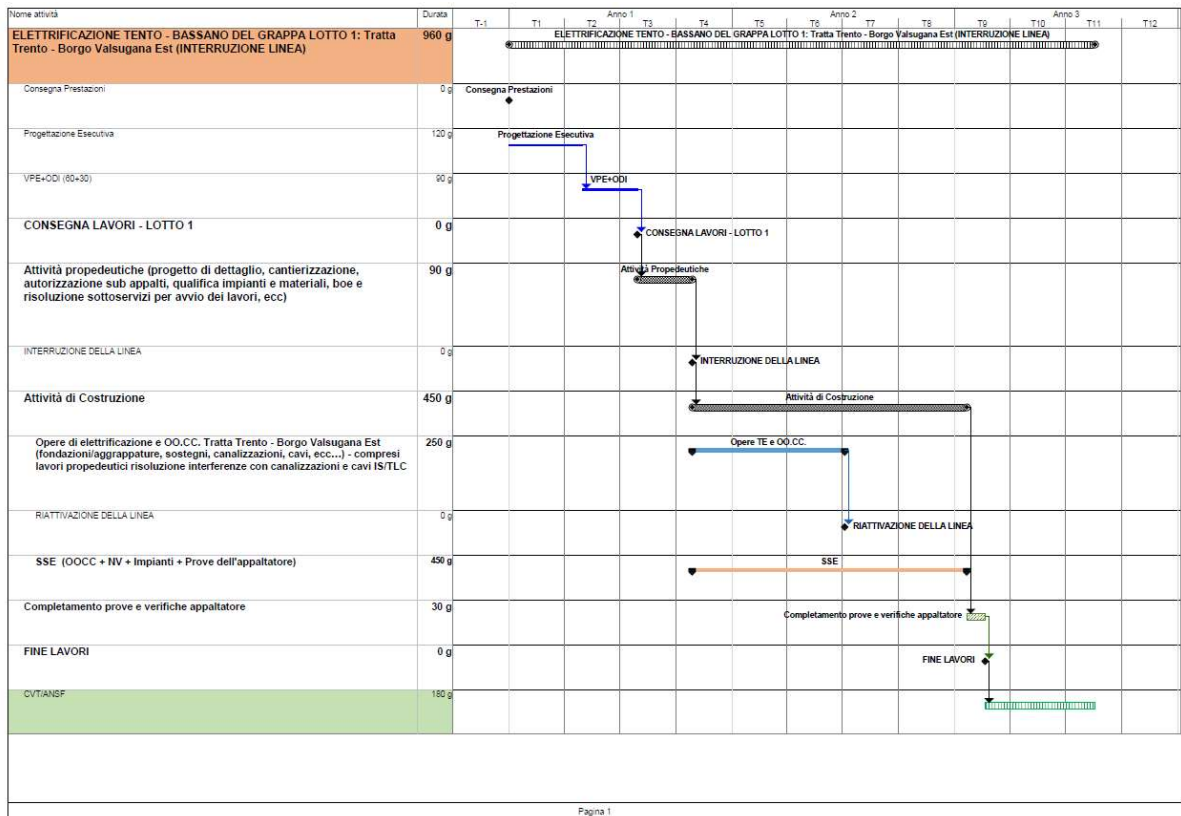 Nome attività Durata Anno 1 Anno 2 Anno 3
T-1 T1 T2 T3 T4 T5 T6 T7 T8 T9 T10 T11 T12
ELETTRIFICAZIONE TENTO - BASSANO DEL GRAPPA LOTTO 1: Tratta
Trento - Borgo Valsugana Est (INTERRUZIONE LINEA)
960 g
ELETTRIFICAZIONE TENTO - BASSANO DEL GRAPPA LOTTO 1: Tratta Trento - Borgo Valsugana Est (INTERRUZIONE LINEA)
Consegna Prestazioni 0 g Consegna Prestazioni
Progettazione Esecutiva 120 g Progettazione Esecutiva
VPE+ODI (60+30) 90 g VPE+ODI
CONSEGNA LAVORI - LOTTO 1 0 g CONSEGNA LAVORI - LOTTO 1
Attività propedeutiche (progetto di dettaglio, cantierizzazione,
autorizzazione sub appalti, qualifica impianti e materiali, boe e
risoluzione sottoservizi per avvio dei lavori, ecc)
90 g
Attività Propedeutiche
INTERRUZIONE DELLA LINEA 0 g INTERRUZIONE DELLA LINEA
Attività di Costruzione 450 g Attività di Costruzione
Opere di elettrificazione e OO.CC. Tratta Trento - Borgo Valsugana Est
(fondazioni/aggrappature, sostegni, canalizzazioni, cavi, ecc...) - compresi
lavori propedeutici risoluzione interferenze con canalizzazioni e cavi IS/TLC
250 g
Opere TE e OO.CC.
RIATTIVAZIONE DELLA LINEA 0 g RIATTIVAZIONE DELLA LINEA
SSE (OOCC + NV + Impianti + Prove dell'appaltatore) 450 g SSE
Completamento prove e verifiche appaltatore 30 g Completamento prove e verifiche appaltatore
FINE LAVORI 0 g FINE LAVORI
CVT/ANSF 180 g
Pagina 1